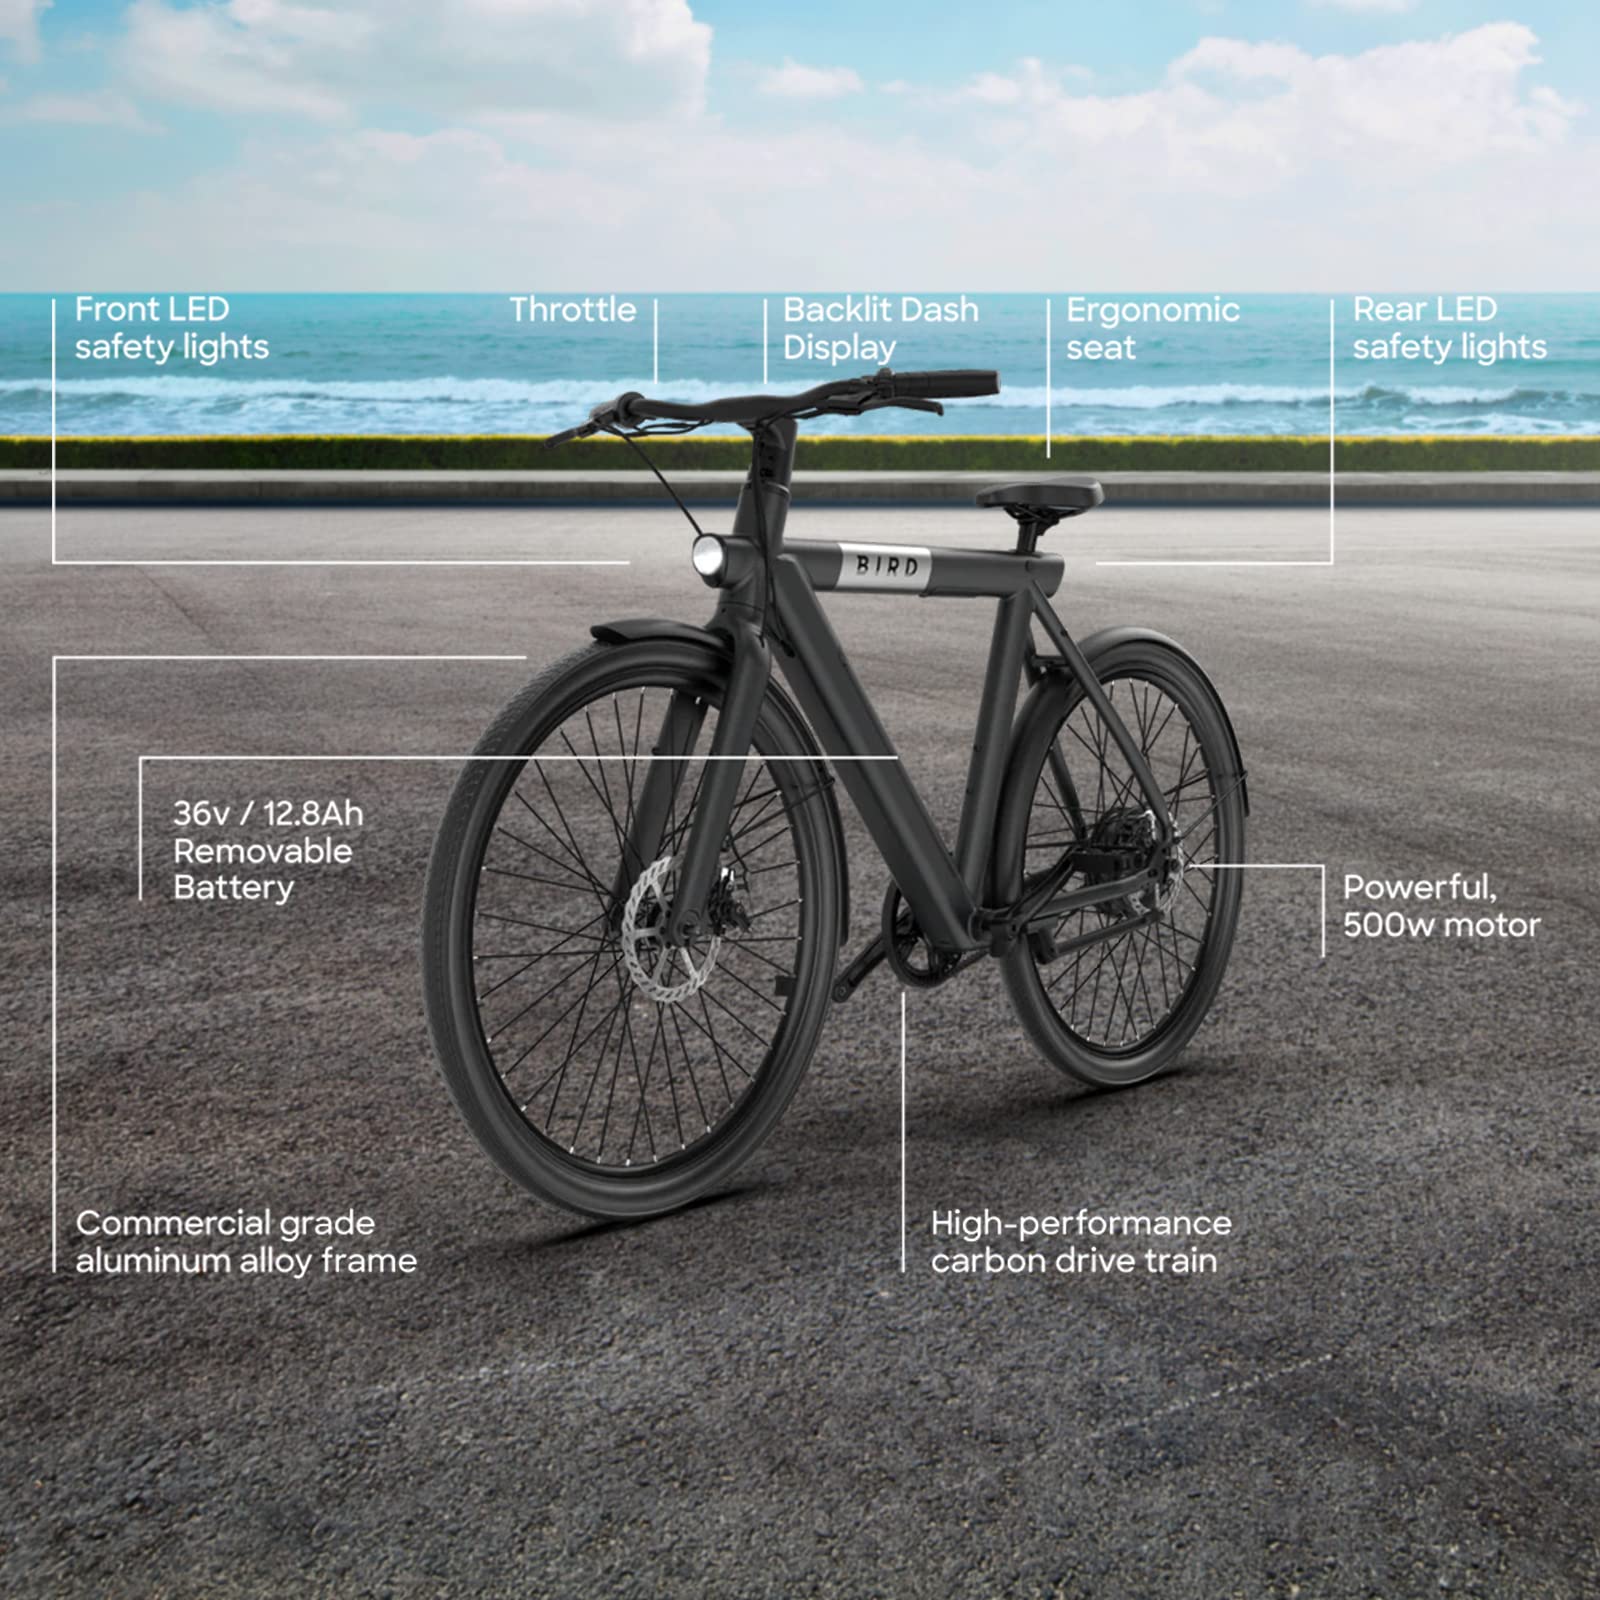 Front LED
safety lights
Throttle
Backlit Dash
Display
Ergonomic
seat
Rear LED
safety lights
BIRD
36v / 12.8Ah
Removable
Battery
Powerful,
500w motor
Commercial grade
aluminum alloy frame
High-performance
carbon drive train